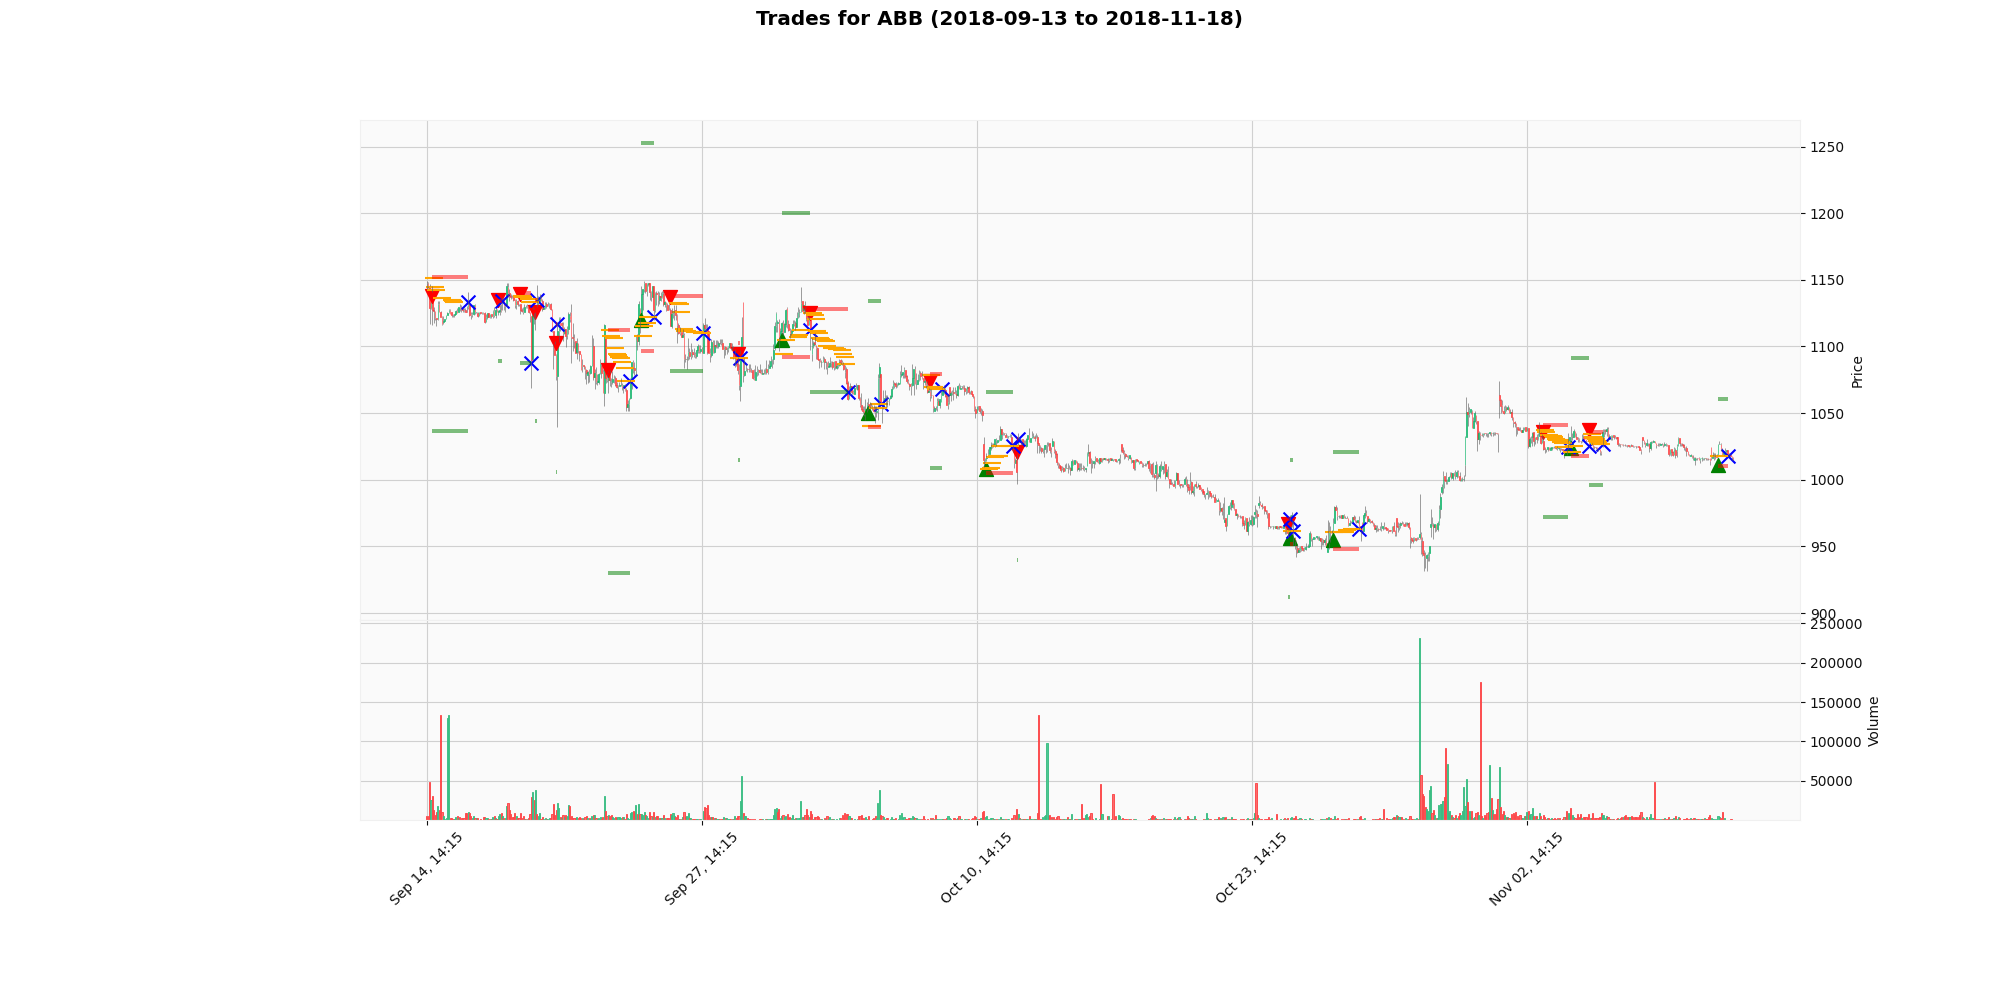 Trades for ABB (2018-09-13 to 2018-11-18)
1250
1200
1150
1100
1050
1000
950
900
Price
250000
200000
150000
100000
50000
Volume
Sep 14, 14:15
Sep 27, 14:15
Oct 10, 14:15
Oct 23, 14:15
Nov 02, 14:15